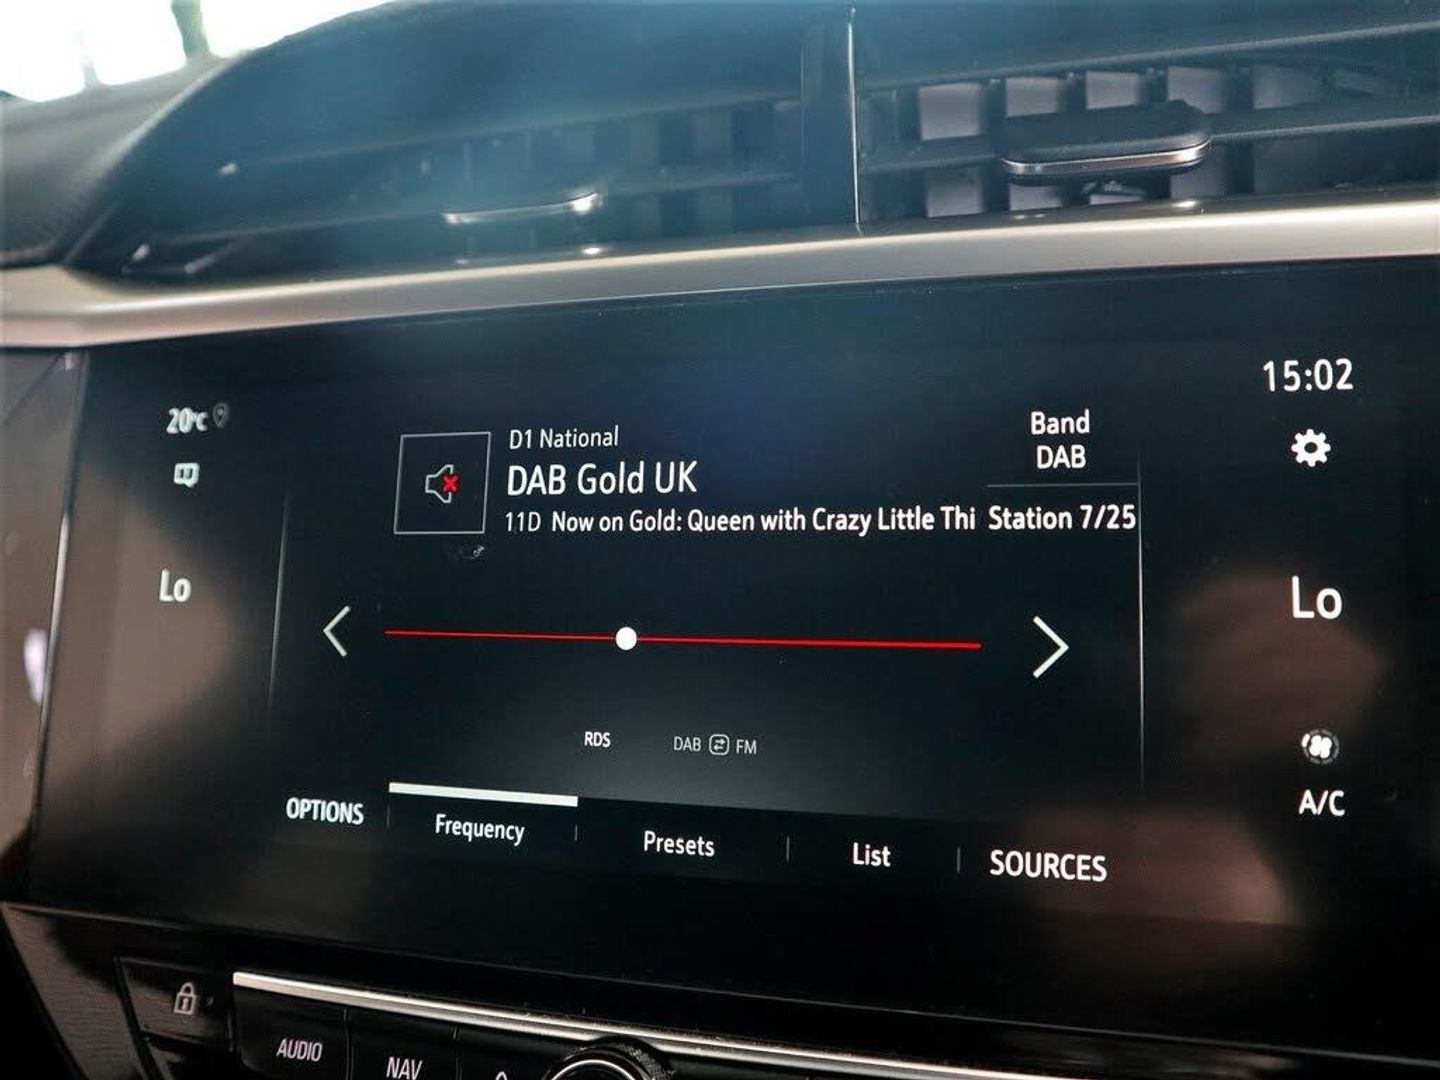 15:02
20°C
D1 National
DAB Gold UK
11D Now on Gold: Queen with Crazy Little Thi
Band
DAB
Station 7/25
Lo
Lo
RDS
DAB FM
A/C
OPTIONS
Frequency
Presets
List
SOURCES
AUDIO
NAV